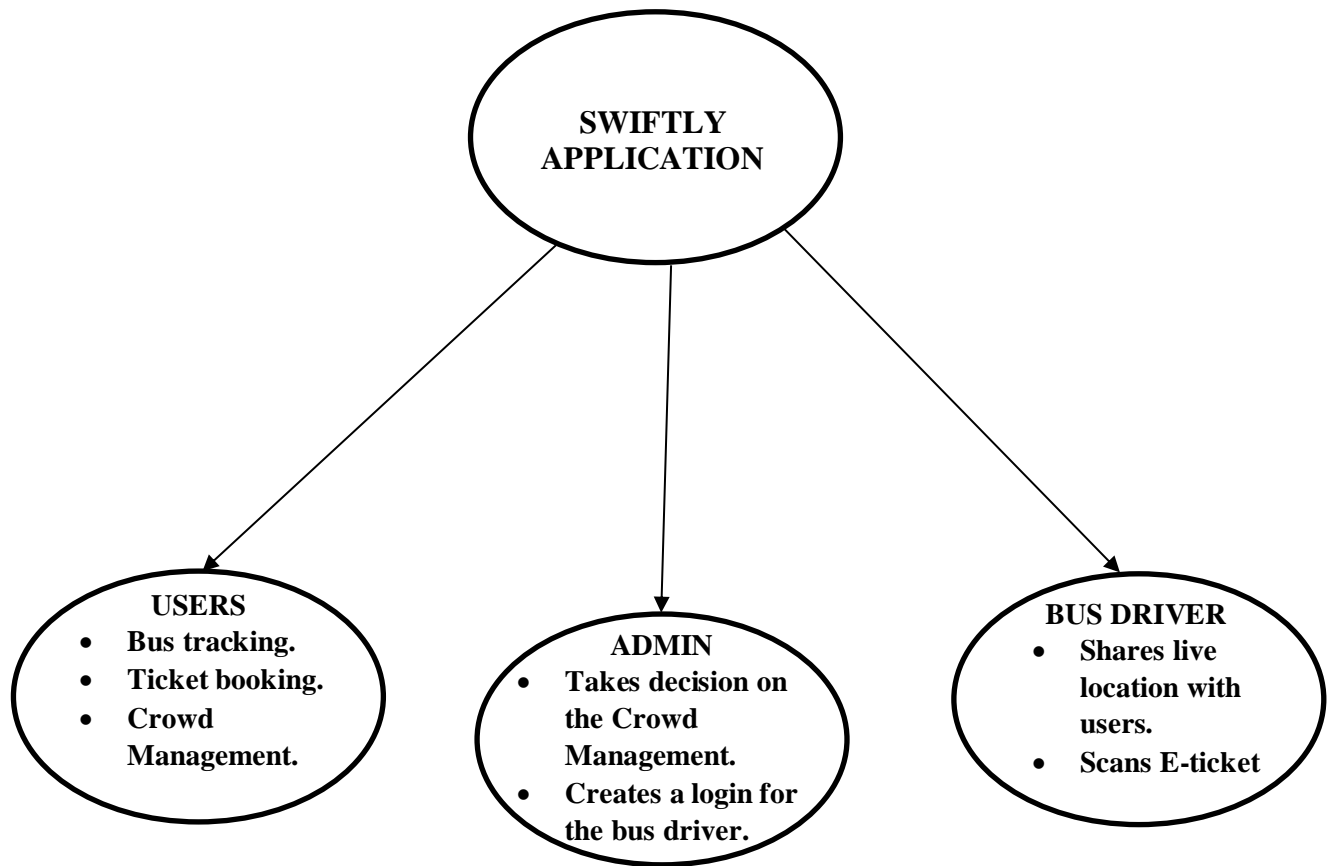 SWIFTLY
APPLICATION
USERS
• Bus tracking.
• Ticket booking.
• Crowd
Management.
ADMIN
• Takes decision on
the Crowd
Management.
• Creates a login for
the bus driver.
BUS DRIVER
• Shares live
location with
users.
• Scans E-ticket